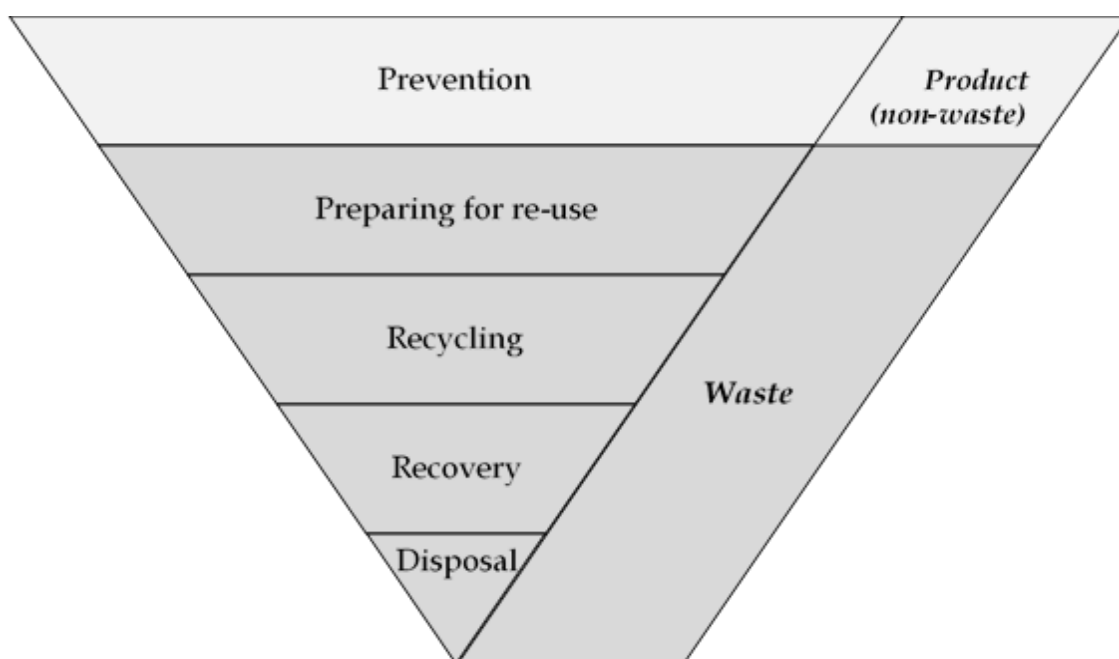 Prevention
Product
(non-waste)
Preparing for re-use
Recycling
Waste
Recovery
Disposal